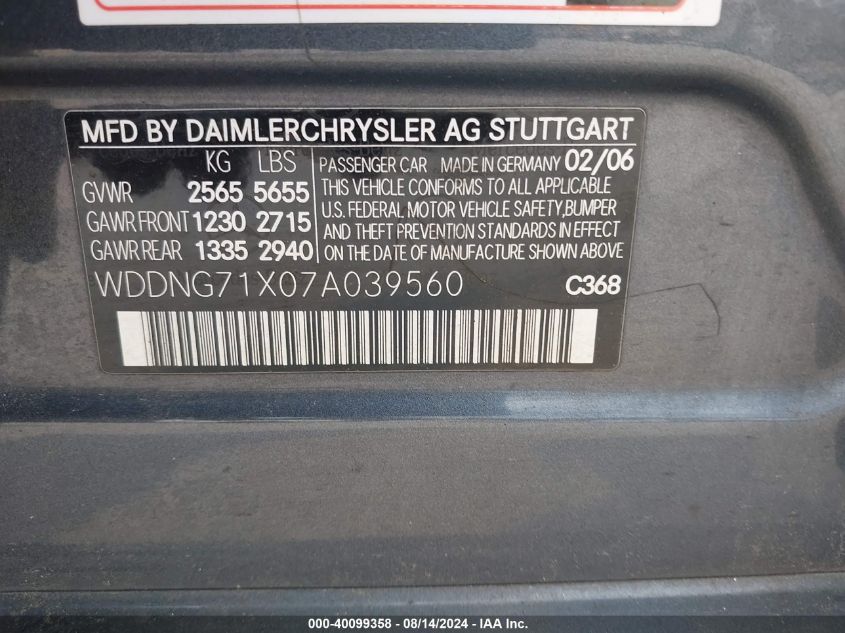 MFD BY DAIMLERCHRYSLER AG STUTTGART
KG LBS
GVWR 2565 5655
GAWR FRONT 1230 2715
GAWR REAR 1335 2940
PASSENGER CAR MADE IN GERMANY 02/06
THIS VEHICLE CONFORMS TO ALL APPLICABLE
U.S. FEDERAL MOTOR VEHICLE SAFETY, BUMPER
AND THEFT PREVENTION STANDARDS IN EFFECT
ON THE DATE OF MANUFACTURE SHOWN ABOVE
WDDNG71X07A039560 C368
000-40099358 - 08/14/2024 - IAA Inc.